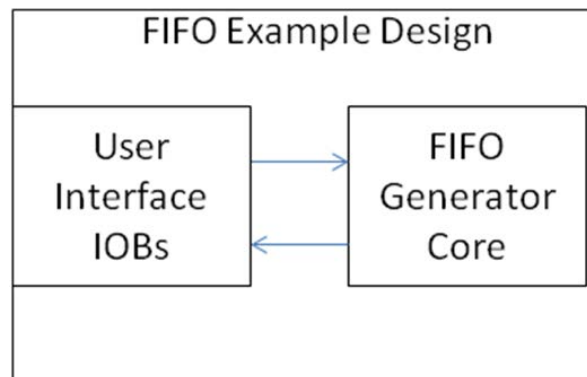 FIFO Example Design
User
Interface
IOBs
FIFO
Generator
Core